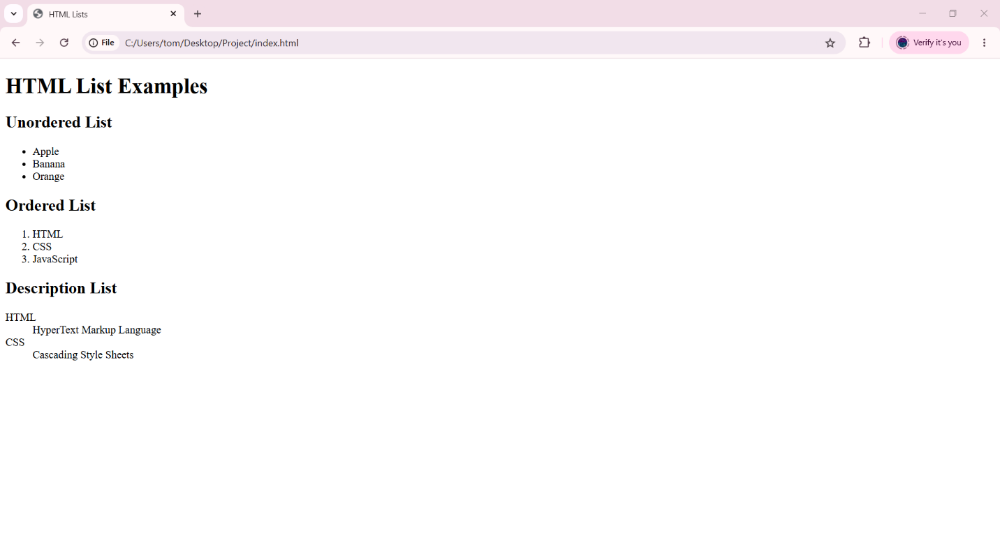 HTML Lists
File
C:/Users/tom/Desktop/Project/index.html
Verify it's you
HTML List Examples
Unordered List
• Apple
• Banana
• Orange
Ordered List
1. HTML
2. CSS
3. JavaScript
Description List
HTML
HyperText Markup Language
CSS
Cascading Style Sheets